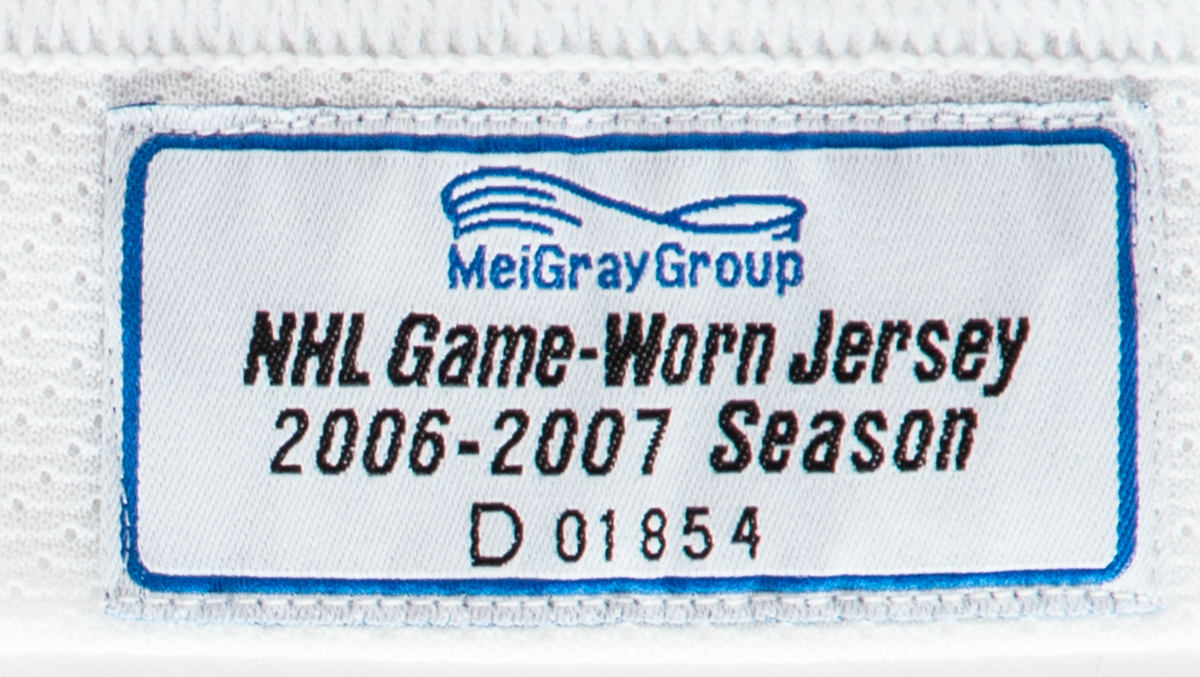 MeiGrayGroup
NHL Game-Worn Jersey
2006-2007 Season
D 01854